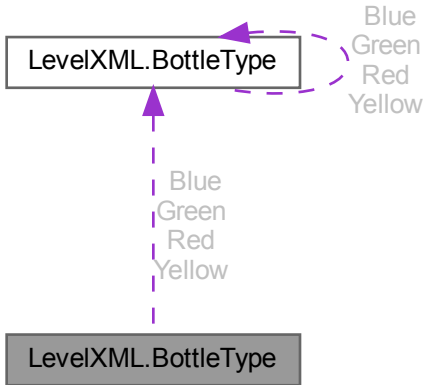 Blue
Green
Red
Yellow
LevelXML.BottleType
Blue
Green
Red
Yellow
LevelXML.BottleType